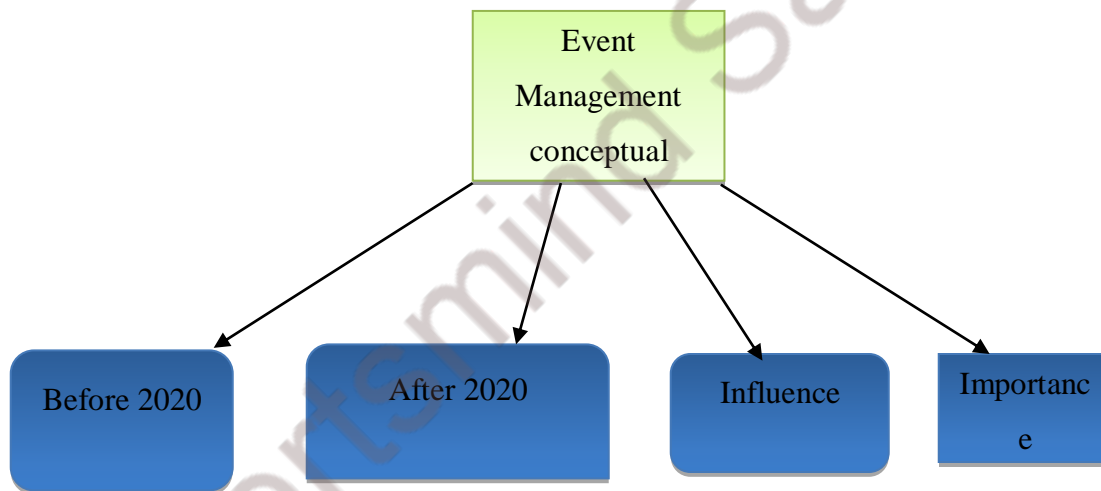 Event
Management
conceptual
Before 2020
After 2020
Influence
Importanc
e